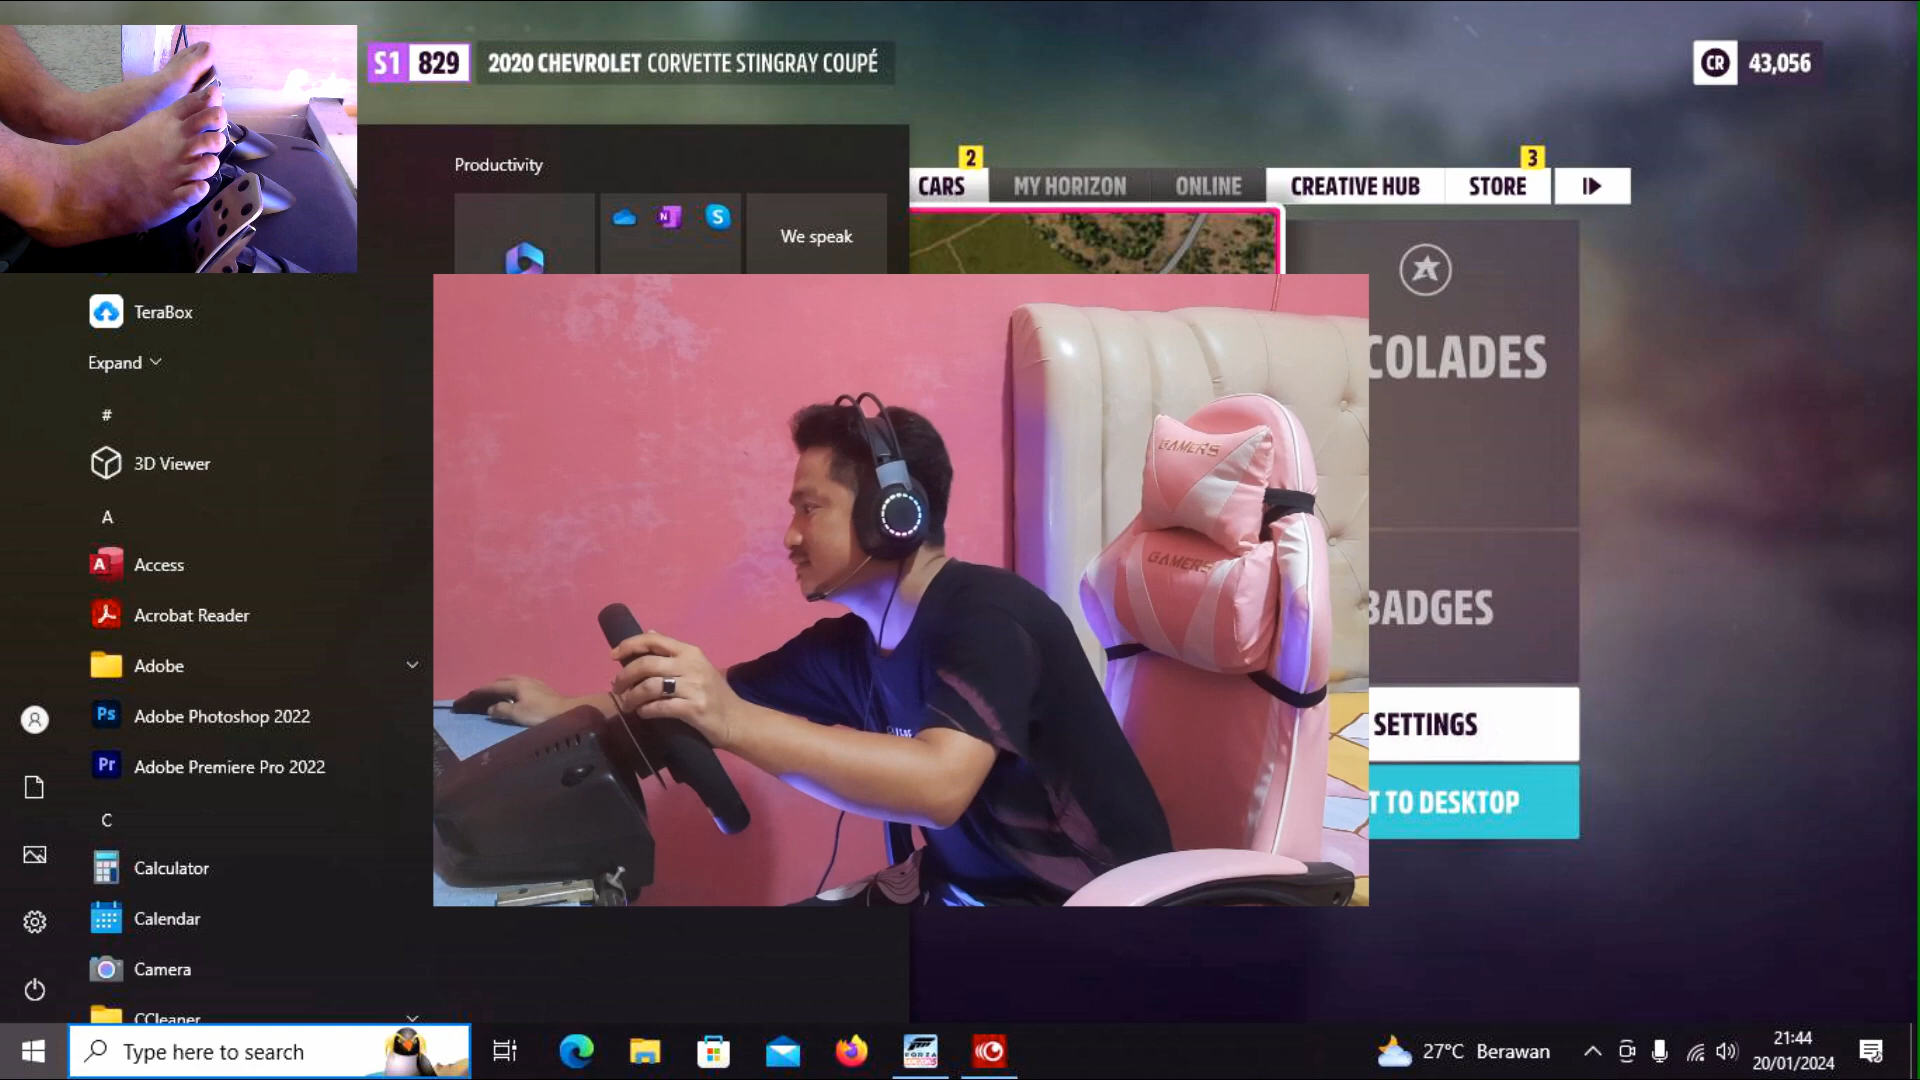 S1 829 2020 CHEVROLET CORVETTE STINGRAY COUPÉ
CR 43,056
Productivity
We speak
2
3
CARS MY HORIZON ONLINE CREATIVE HUB STORE
TeraBox
Expand
#
3D Viewer
A
Access
Acrobat Reader
Adobe
Ps Adobe Photoshop 2022
Pr Adobe Premiere Pro 2022
C
Calculator
Calendar
Camera
CCleaner
GAMERS
GAMERS
COLADES
BADGES
SETTINGS
T TO DESKTOP
Type here to search
FORZA
27°C Berawan
21:44
20/01/2024